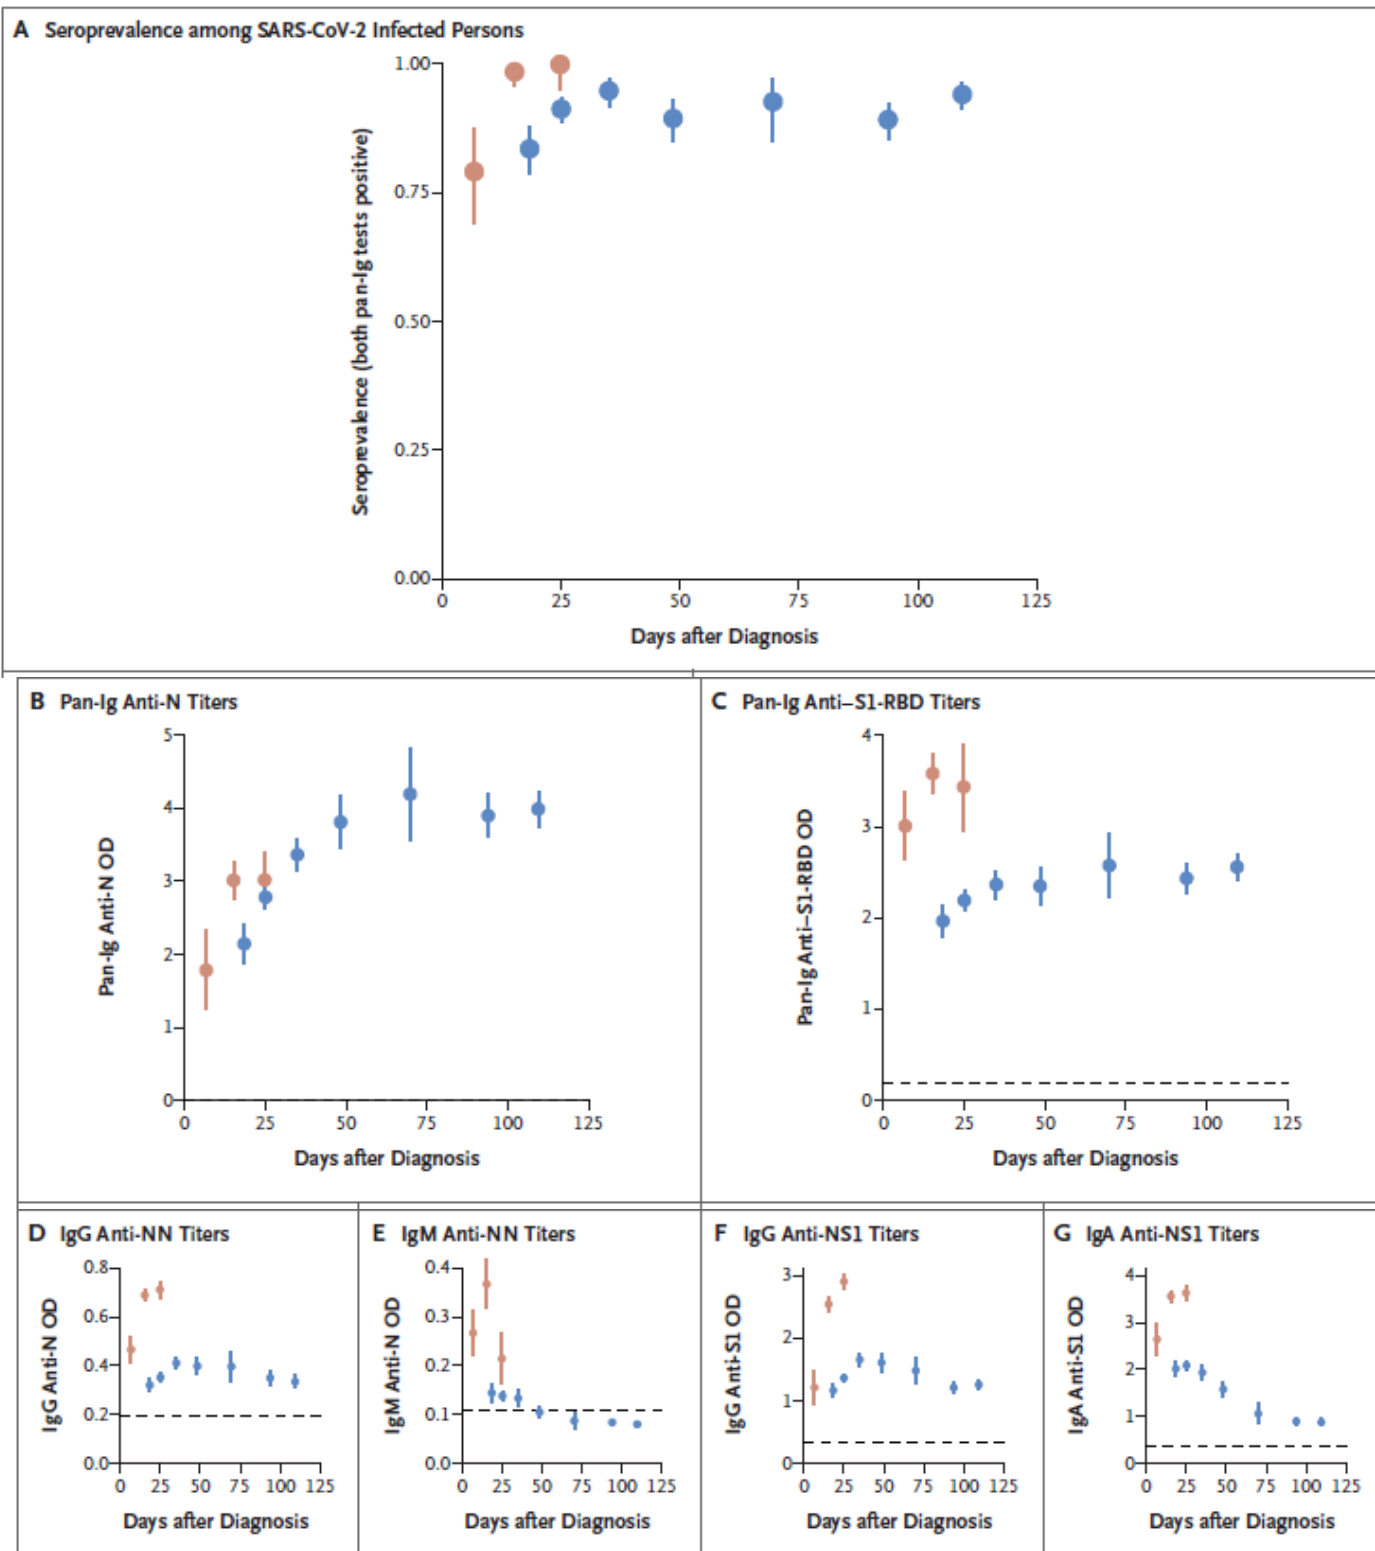 A Seroprevalence among SARS-CoV-2 Infected Persons
Seroprevalence (both pan-Ig tests positive)
1.00
0.75
0.50
0.25
0.00
0 25 50 75 100 125
Days after Diagnosis
B Pan-Ig Anti-N Titers
Pan-Ig Anti-N OD
5
4
3
2
1
0
0 25 50 75 100 125
Days after Diagnosis
C Pan-Ig Anti–S1-RBD Titers
Pan-Ig Anti–S1-RBD OD
4
3
2
1
0
0 25 50 75 100 125
Days after Diagnosis
D IgG Anti-NN Titers
IgG Anti-N OD
0.8
0.6
0.4
0.2
0.0
0 25 50 75 100 125
Days after Diagnosis
E IgM Anti-NN Titers
IgM Anti-N OD
0.4
0.3
0.2
0.1
0.0
0 25 50 75 100 125
Days after Diagnosis
F IgG Anti-NS1 Titers
IgG Anti-S1 OD
3
2
1
0
0 25 50 75 100 125
Days after Diagnosis
G IgA Anti-NS1 Titers
IgA Anti-S1 OD
4
3
2
1
0
0 25 50 75 100 125
Days after Diagnosis